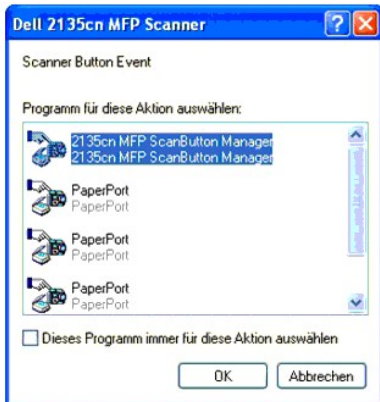 Dell 2135cn MFP Scanner
Scanner Button Event
Programm für diese Aktion auswählen:
2135cn MFP ScanButton Manager
2135cn MFP ScanButton Manager
PaperPort
PaperPort
PaperPort
PaperPort
PaperPort
PaperPort
Dieses Programm immer für diese Aktion auswählen
OK
Abbrechen